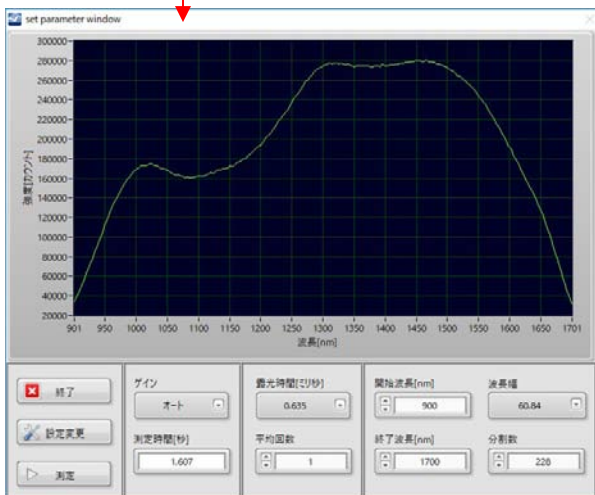 set parameter window
300000
280000
260000
240000
220000
200000
180000
160000
140000
120000
100000
80000
60000
40000
20000
強度[カウント]
901 950 1000 1050 1100 1150 1200 1250 1300 1350 1400 1450 1500 1550 1600 1650 1701
波長[nm]
終了
設定変更
測定
ゲイン
オート
測定時間[秒]
1.607
露光時間[ミリ秒]
0.635
平均回数
1
開始波長[nm]
900
終了波長[nm]
1700
波長幅
60.84
分割数
228